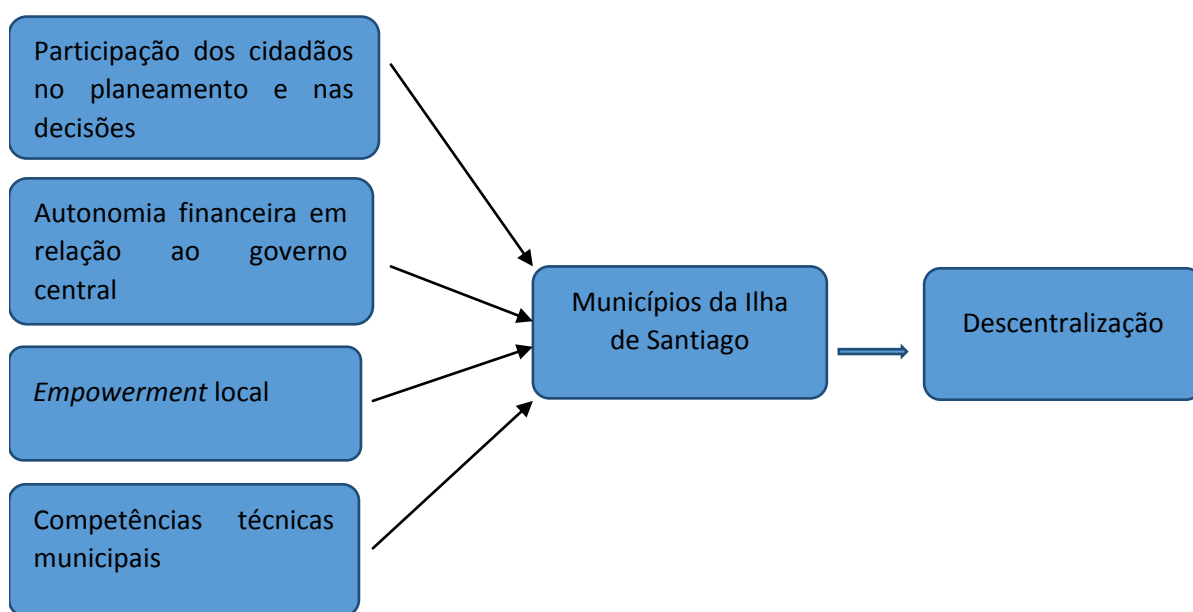 Participação dos cidadãos
no planeamento e nas
decisões
Autonomia financeira em
relação ao governo
central
Empowerment local
Competências técnicas
municipais
Municípios da Ilha
de Santiago
Descentralização